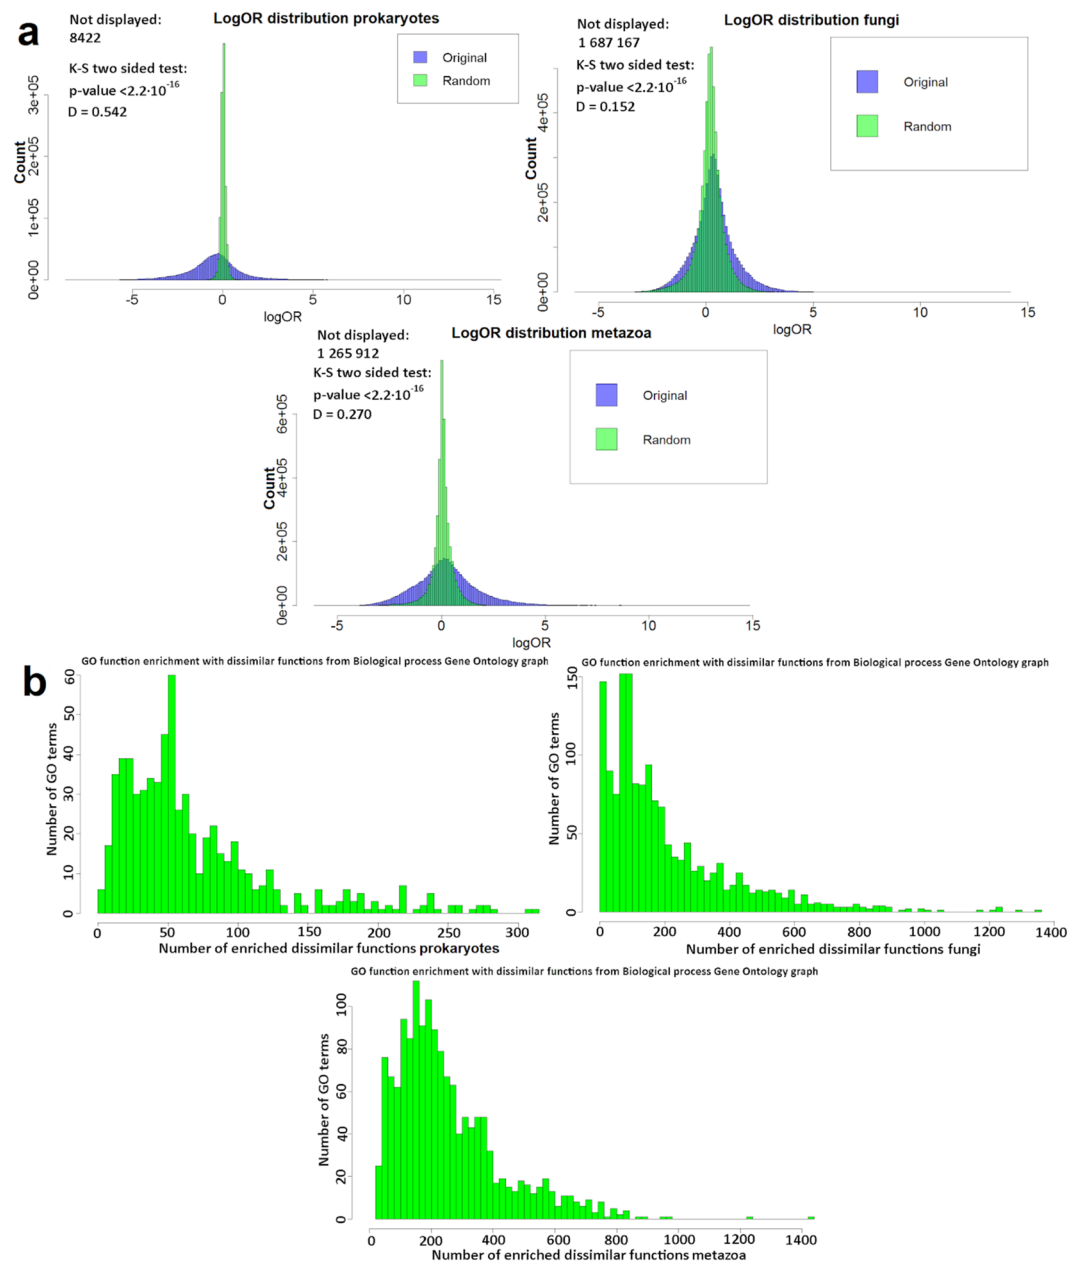 a
Not displayed:
8422
K-S two sided test:
p-value <2.2·10⁻¹⁶
D = 0.542
LogOR distribution prokaryotes
Original
Random
Count
0e+00 1e+05 2e+05 3e+05
-5 0 5 10 15
logOR
Not displayed:
1 687 167
K-S two sided test:
p-value <2.2·10⁻¹⁶
D = 0.152
LogOR distribution fungi
Original
Random
Count
0e+00 2e+05 4e+05
-5 0 5 10 15
logOR
Not displayed:
1 265 912
K-S two sided test:
p-value <2.2·10⁻¹⁶
D = 0.270
LogOR distribution metazoa
Original
Random
Count
0e+00 2e+05 4e+05 6e+05
-5 0 5 10 15
logOR
b
GO function enrichment with dissimilar functions from Biological process Gene Ontology graph
Number of GO terms
0 10 20 30 40 50 60
0 50 100 150 200 250 300
Number of enriched dissimilar functions prokaryotes
GO function enrichment with dissimilar functions from Biological process Gene Ontology graph
Number of GO terms
0 50 100 150
0 200 400 600 800 1000 1200 1400
Number of enriched dissimilar functions fungi
GO function enrichment with dissimilar functions from Biological process Gene Ontology graph
Number of GO terms
0 20 40 60 80 100
0 200 400 600 800 1000 1200 1400
Number of enriched dissimilar functions metazoa